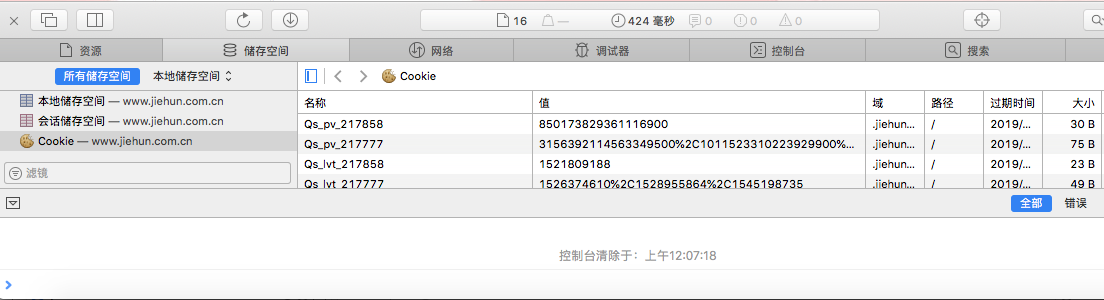 16 — 424 毫秒 0 0 0
资源 储存空间 网络 调试器 控制台 搜索
所有储存空间 本地储存空间 Cookie
本地储存空间 — www.jiehun.com.cn
会话储存空间 — www.jiehun.com.cn
Cookie — www.jiehun.com.cn
滤镜
名称 值 域 路径 过期时间 大小
Qs_pv_217858 850173829361116900 .jiehun... / 2019/... 30 B
Qs_pv_217777 3156392114563349500%2C1011523310223929900%... .jiehun... / 2019/... 75 B
Qs_lvt_217858 1521809188 .jiehun... / 2019/... 23 B
Qs_lvt_217777 1526374610%2C1528955864%2C1545198735 .jiehun... / 2019/... 49 B
全部 错误
控制台清除于：上午12:07:18